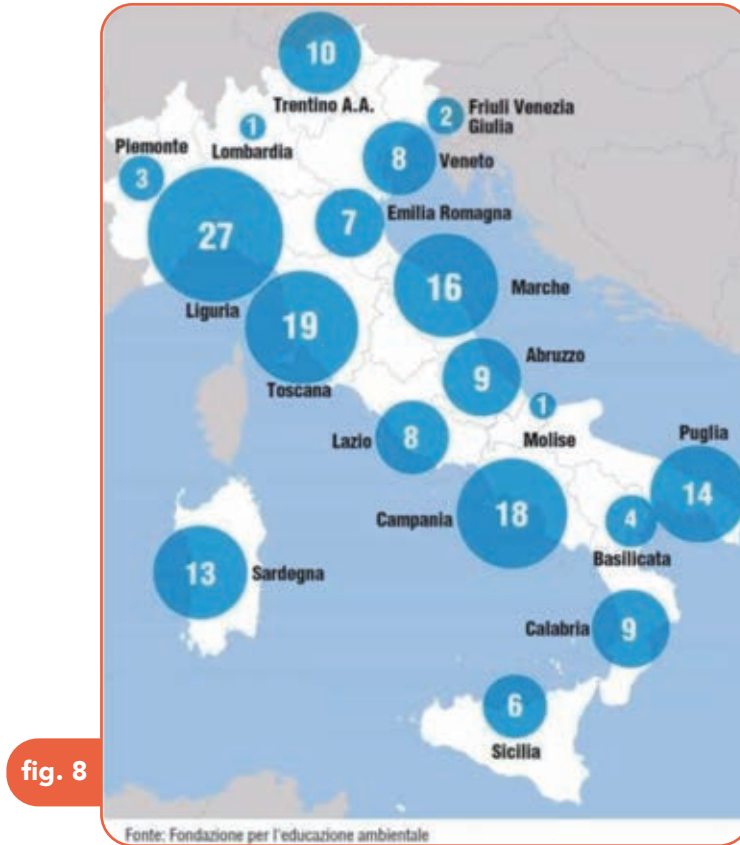 10
Trentino A.A.
1
Lombardia
2
Friuli Venezia
Giulia
Piemonte
3
8
Veneto
7
Emilia Romagna
27
Liguria
16
Marche
19
Toscana
9
Abruzzo
1
Molise
Lazio
8
Puglia
14
Campania
18
4
Basilicata
13
Sardegna
Calabria
9
6
Sicilia
fig. 8
Fonte: Fondazione per l'educazione ambientale